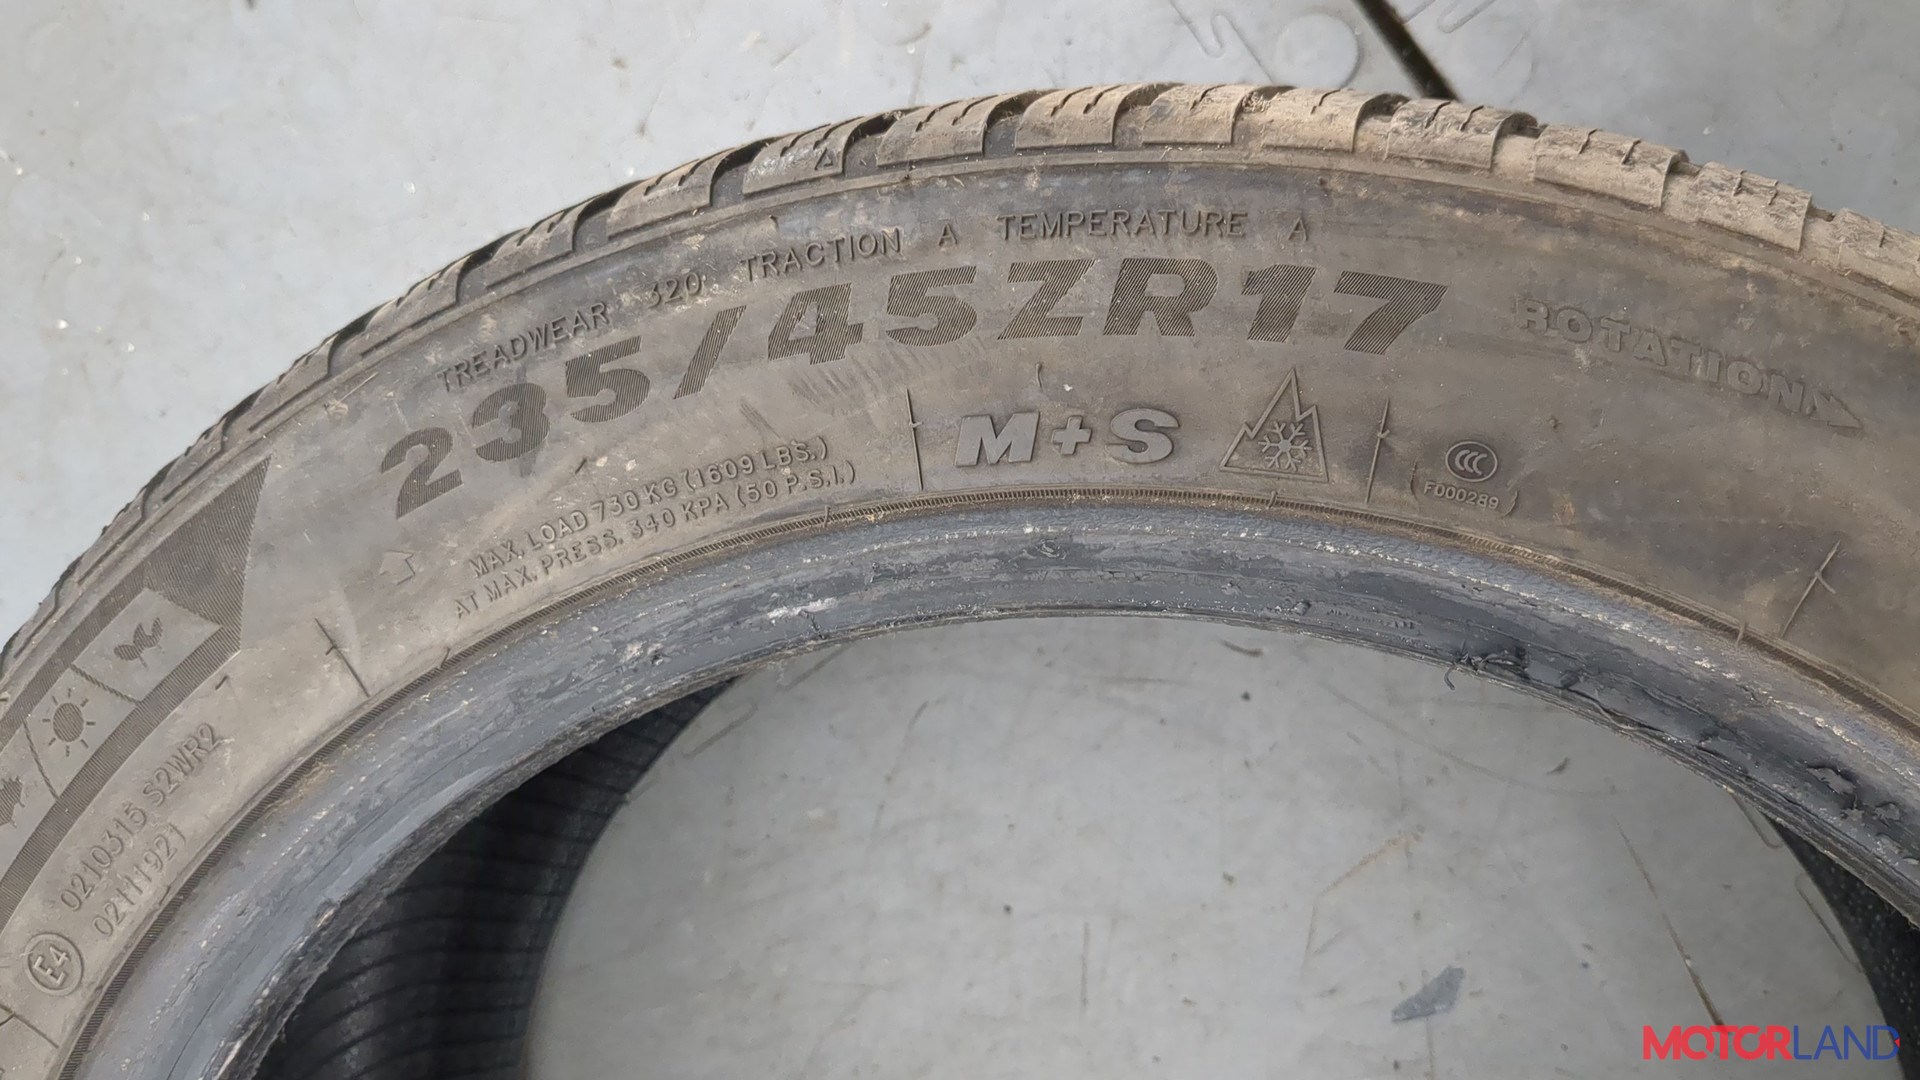 TREADWEAR 320 TRACTION A TEMPERATURE A
235/45ZR17
ROTATION
MAX. LOAD 730 KG (1609 LBS.)
AT MAX. PRESS. 340 KPA (50 P.S.I.)
M+S
CCC
F000289
0210315 S2WR2
02111921
E4
MOTORLAND